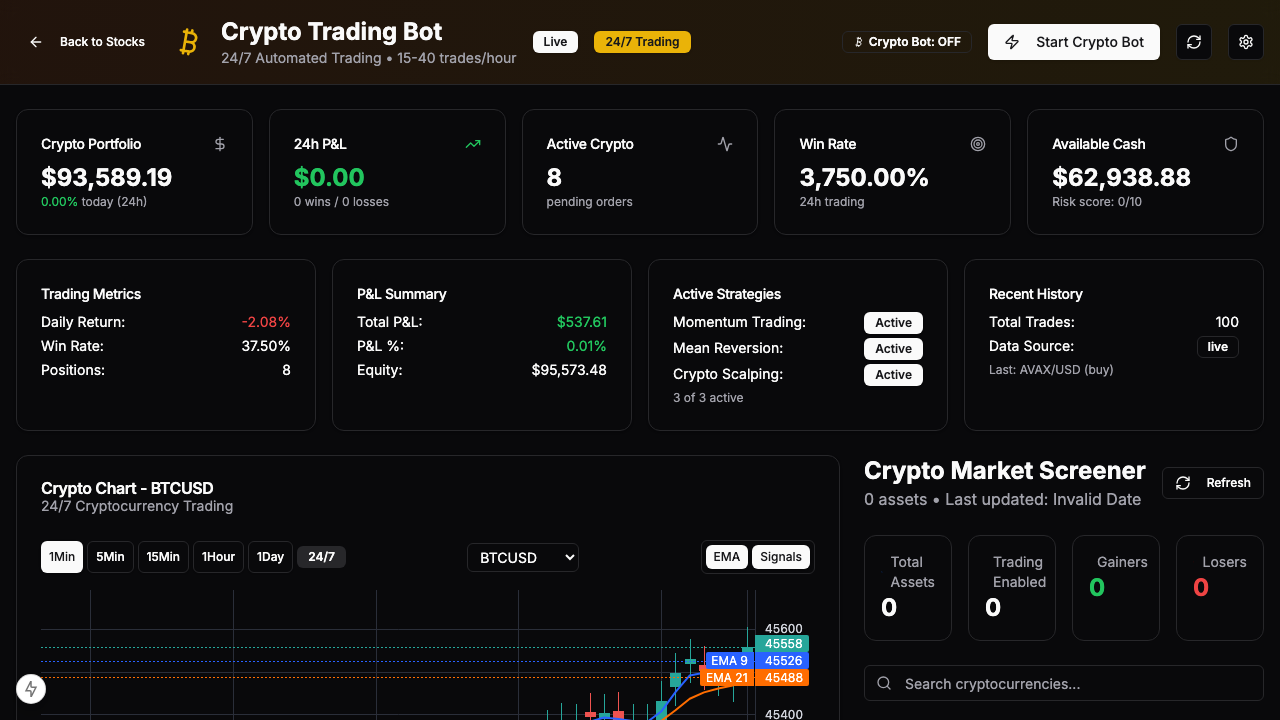 Back to Stocks
Crypto Trading Bot
24/7 Automated Trading • 15-40 trades/hour
Live
24/7 Trading
Crypto Bot: OFF
Start Crypto Bot
Crypto Portfolio
$93,589.19
0.00% today (24h)
24h P&L
$0.00
0 wins / 0 losses
Active Crypto
8
pending orders
Win Rate
3,750.00%
24h trading
Available Cash
$62,938.88
Risk score: 0/10
Trading Metrics
Daily Return: -2.08%
Win Rate: 37.50%
Positions: 8
P&L Summary
Total P&L: $537.61
P&L %: 0.01%
Equity: $95,573.48
Active Strategies
Momentum Trading: Active
Mean Reversion: Active
Crypto Scalping: Active
3 of 3 active
Recent History
Total Trades: 100
Data Source: live
Last: AVAX/USD (buy)
Crypto Chart - BTCUSD
24/7 Cryptocurrency Trading
1Min 5Min 15Min 1Hour 1Day 24/7
BTCUSD
EMA Signals
45600
45558
EMA 9 45526
EMA 21 45488
45400
Crypto Market Screener
0 assets • Last updated: Invalid Date
Refresh
Total
Assets
0
Trading
Enabled
0
Gainers
0
Losers
0
Search cryptocurrencies...